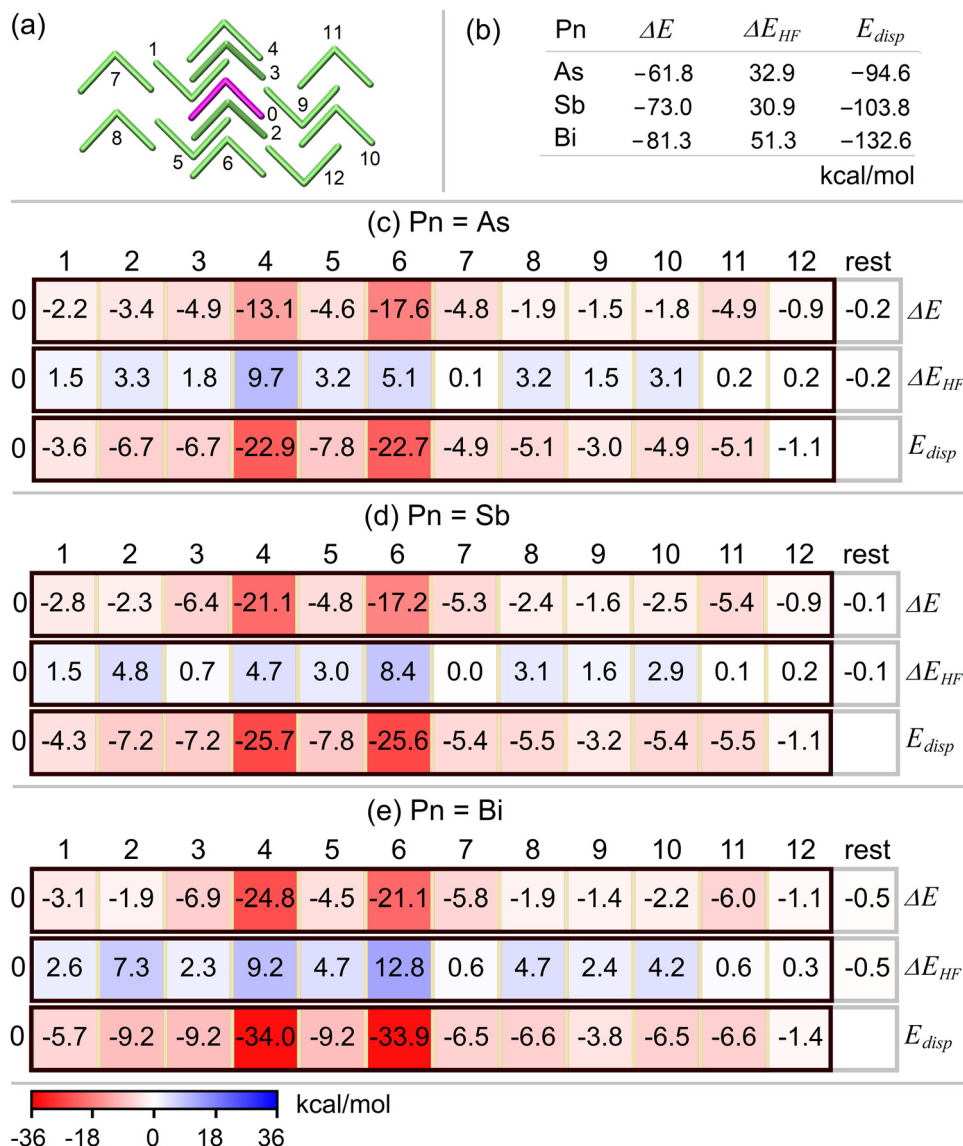 (a)
1
4
11
7
3
9
0
8
2
5
6
10
12
(b)
Pn ΔE ΔE_HF E_disp
As −61.8 32.9 −94.6
Sb −73.0 30.9 −103.8
Bi −81.3 51.3 −132.6
kcal/mol
(c) Pn = As
1 2 3 4 5 6 7 8 9 10 11 12 rest
0 -2.2 -3.4 -4.9 -13.1 -4.6 -17.6 -4.8 -1.9 -1.5 -1.8 -4.9 -0.9 -0.2 ΔE
0 1.5 3.3 1.8 9.7 3.2 5.1 0.1 3.2 1.5 3.1 0.2 0.2 -0.2 ΔE_HF
0 -3.6 -6.7 -6.7 -22.9 -7.8 -22.7 -4.9 -5.1 -3.0 -4.9 -5.1 -1.1 E_disp
(d) Pn = Sb
1 2 3 4 5 6 7 8 9 10 11 12 rest
0 -2.8 -2.3 -6.4 -21.1 -4.8 -17.2 -5.3 -2.4 -1.6 -2.5 -5.4 -0.9 -0.1 ΔE
0 1.5 4.8 0.7 4.7 3.0 8.4 0.0 3.1 1.6 2.9 0.1 0.2 -0.1 ΔE_HF
0 -4.3 -7.2 -7.2 -25.7 -7.8 -25.6 -5.4 -5.5 -3.2 -5.4 -5.5 -1.1 E_disp
(e) Pn = Bi
1 2 3 4 5 6 7 8 9 10 11 12 rest
0 -3.1 -1.9 -6.9 -24.8 -4.5 -21.1 -5.8 -1.9 -1.4 -2.2 -6.0 -1.1 -0.5 ΔE
0 2.6 7.3 2.3 9.2 4.7 12.8 0.6 4.7 2.4 4.2 0.6 0.3 -0.5 ΔE_HF
0 -5.7 -9.2 -9.2 -34.0 -9.2 -33.9 -6.5 -6.6 -3.8 -6.5 -6.6 -1.4 E_disp
kcal/mol
-36 -18 0 18 36